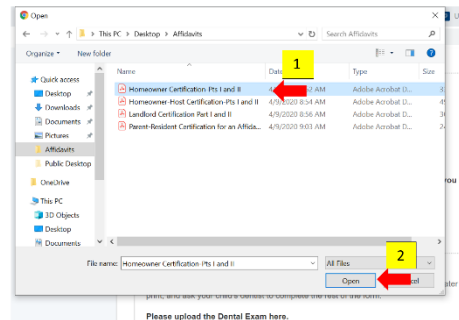 Open
This PC > Desktop > Affidavits
Search Affidavits
Organize
New folder
1
Name
Date
Type
Size
Quick access
Desktop
Downloads
Documents
Pictures
Affidavits
Public Desktop
OneDrive
This PC
3D Objects
Desktop
Documents
Homeowner Certification-Pts I and II
AM
Adobe Acrobat D...
Homeowner-Host Certification-Pts I and II
4/9/2020 8:54 AM
Adobe Acrobat D...
Landlord Certification Part I and II
4/9/2020 8:56 AM
Adobe Acrobat D...
Parent-Resident Certification for an Affida...
4/9/2020 9:03 AM
Adobe Acrobat D...
you
File name:
Homeowner Certification-Pts I and II
All Files
2
Open
print, and ask your child's dentist to complete the rest of the form.
Please upload the Dental Exam here.